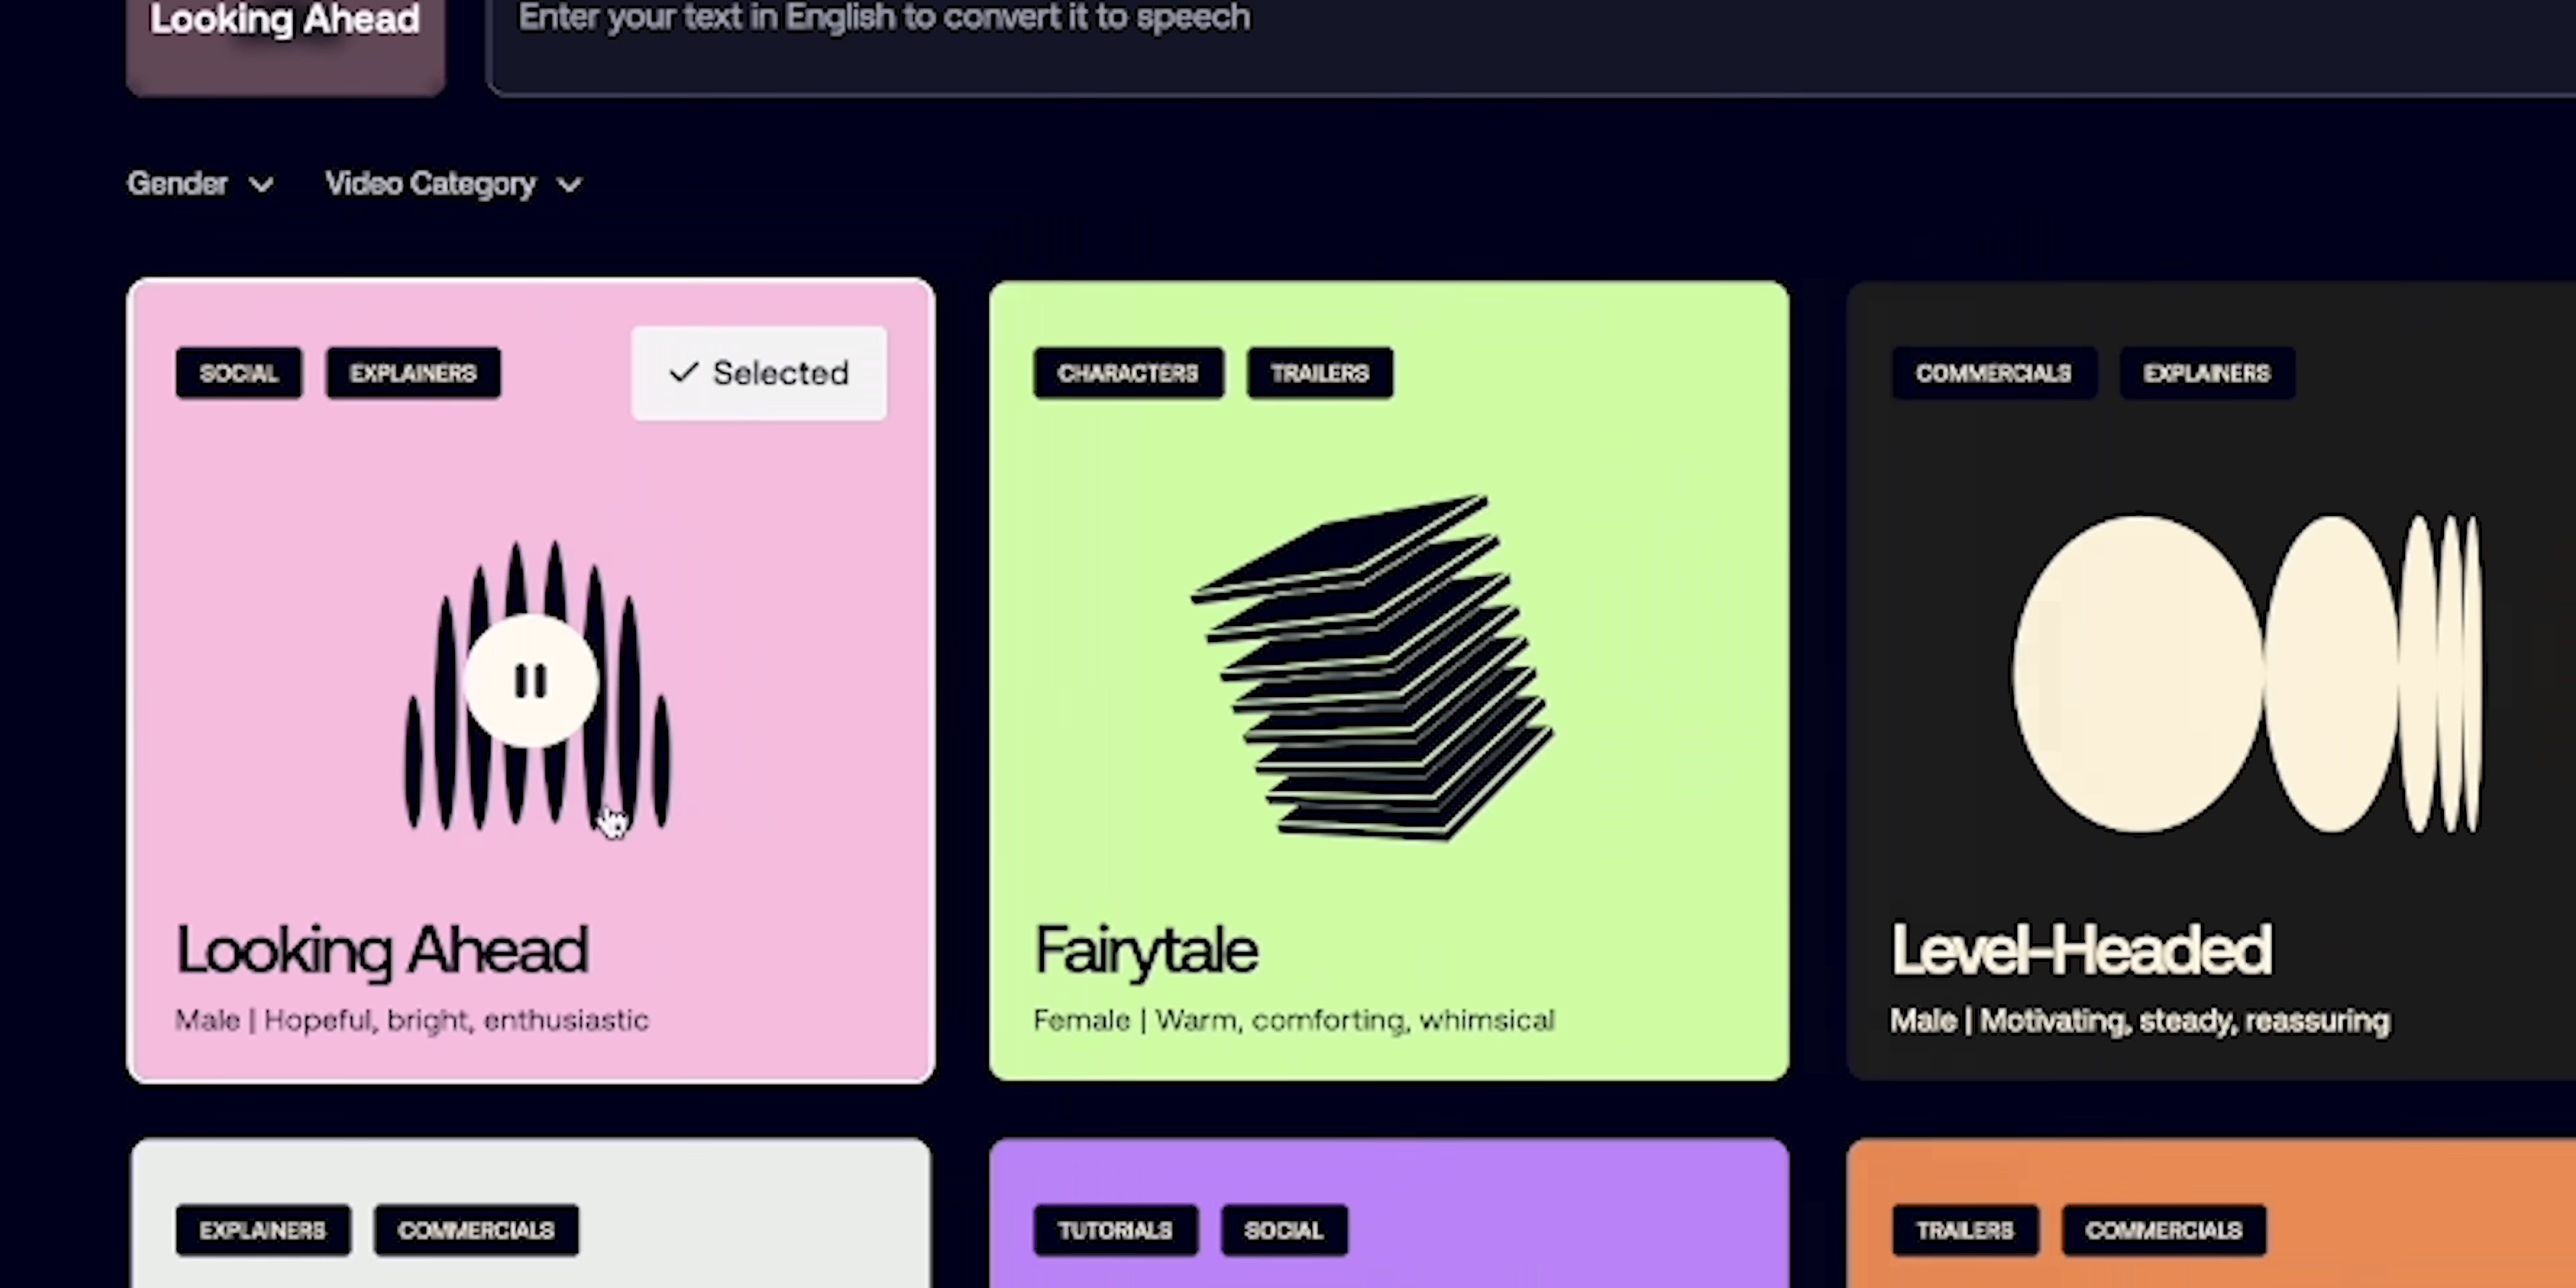 Looking Ahead
Enter your text in English to convert it to speech
Gender
Video Category
SOCIAL
EXPLAINERS
Selected
Looking Ahead
Male | Hopeful, bright, enthusiastic
CHARACTERS
TRAILERS
Fairytale
Female | Warm, comforting, whimsical
COMMERCIALS
EXPLAINERS
Level-Headed
Male | Motivating, steady, reassuring
EXPLAINERS
COMMERCIALS
TUTORIALS
SOCIAL
TRAILERS
COMMERCIALS